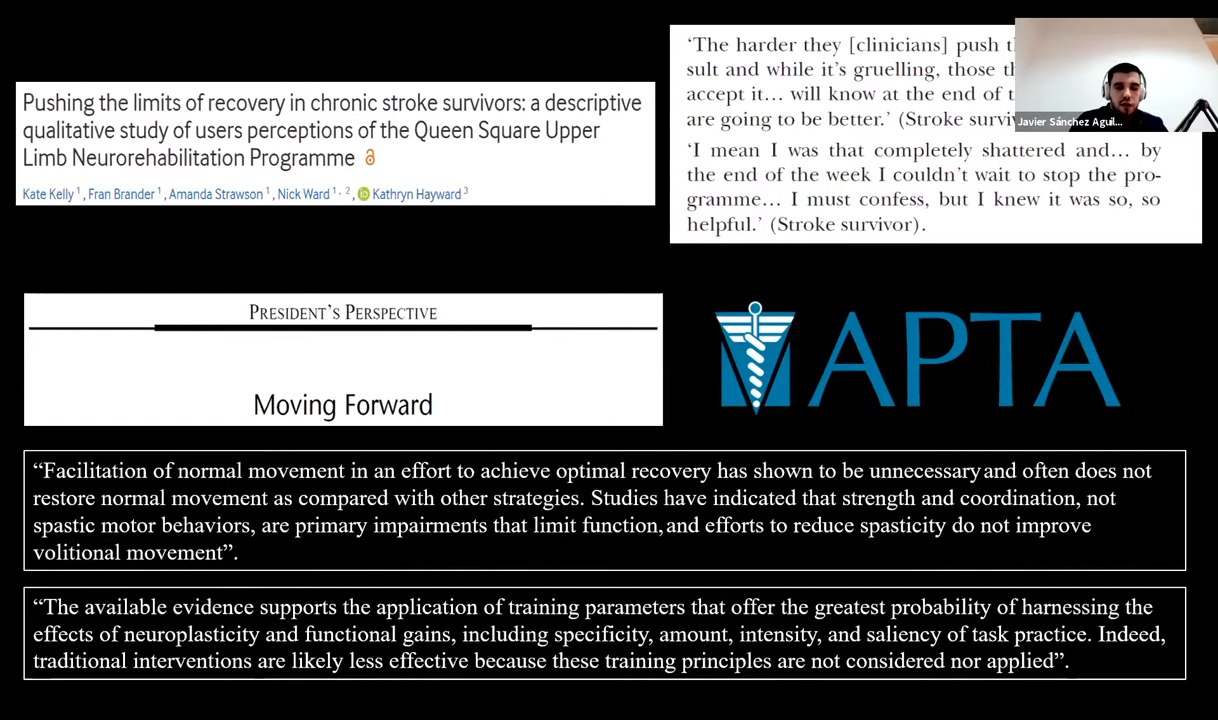 Pushing the limits of recovery in chronic stroke survivors: a descriptive
qualitative study of users perceptions of the Queen Square Upper
Limb Neurorehabilitation Programme
Kate Kelly 1, Fran Brander 1, Amanda Strawson 1, Nick Ward 1, 2, iD Kathryn Hayward 3
‘The harder they [clinicians] push
sult and while it’s gruelling, those
accept it… will know at the end of
are going to be better.’ (Stroke
‘I mean I was that completely shattered and… by
the end of the week I couldn’t wait to stop the pro-
gramme… I must confess, but I knew it was so, so
helpful.’ (Stroke survivor).
Javier Sánchez Aguil...
PRESIDENT’S PERSPECTIVE
Moving Forward
APTA
“Facilitation of normal movement in an effort to achieve optimal recovery has shown to be unnecessary and often does not
restore normal movement as compared with other strategies. Studies have indicated that strength and coordination, not
spastic motor behaviors, are primary impairments that limit function, and efforts to reduce spasticity do not improve
volitional movement”.
“The available evidence supports the application of training parameters that offer the greatest probability of harnessing the
effects of neuroplasticity and functional gains, including specificity, amount, intensity, and saliency of task practice. Indeed,
traditional interventions are likely less effective because these training principles are not considered nor applied”.